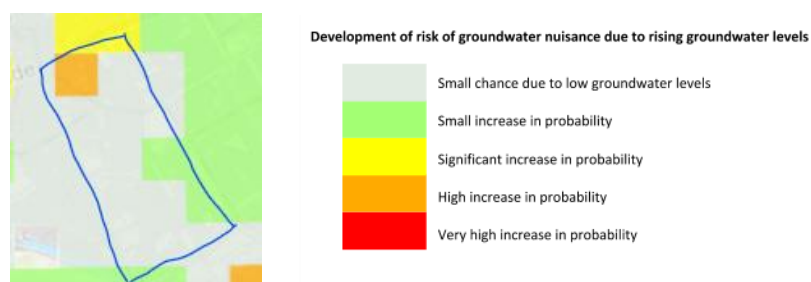 Development of risk of groundwater nuisance due to rising groundwater levels
Small chance due to low groundwater levels
Small increase in probability
Significant increase in probability
High increase in probability
Very high increase in probability